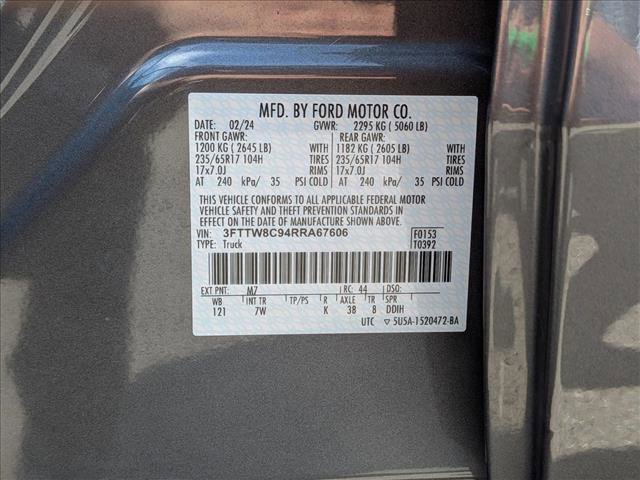 MFD. BY FORD MOTOR CO.
DATE: 02/24 GVWR: 2295 KG ( 5060 LB)
FRONT GAWR: REAR GAWR:
1200 KG ( 2645 LB) WITH 1182 KG ( 2605 LB) WITH
235/65R17 104H TIRES 235/65R17 104H TIRES
17x7.0J RIMS 17x7.0J RIMS
AT 240 kPa/ 35 PSI COLD AT 240 kPa/ 35 PSI COLD
THIS VEHICLE CONFORMS TO ALL APPLICABLE FEDERAL MOTOR
VEHICLE SAFETY AND THEFT PREVENTION STANDARDS IN
EFFECT ON THE DATE OF MANUFACTURE SHOWN ABOVE.
VIN: 3FTTW8C94RRA67606 F0153
TYPE: Truck T0392
EXT PNT: M7 RC: 44 DSO:
WB INT TR TP/PS R AXLE TR SPR
121 7W K 38 8 DDIH
UTC ▽ 5U5A-1520472-BA